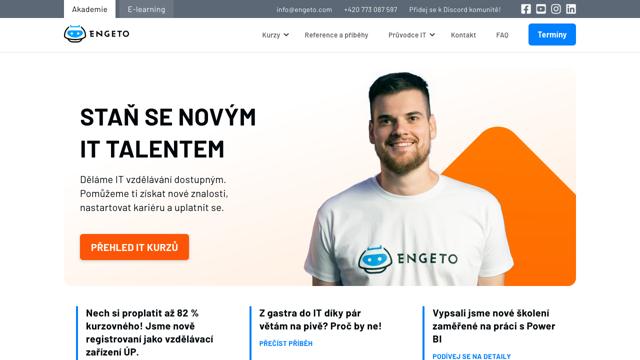 Akademie
E-learning
info@engeto.com
+420 773 087 597
Přidej se k Discord komunitě!
ENGETO
Kurzy
Reference a příběhy
Průvodce IT
Kontakt
FAQ
Termíny
STAŇ SE NOVÝM
IT TALENTEM
Děláme IT vzdělávání dostupným.
Pomůžeme ti získat nové znalosti,
nastartovat kariéru a uplatnit se.
PŘEHLED IT KURZŮ
ENGETO
Nech si proplatit až 82 %
kurzovného! Jsme nově
registrovaní jako vzdělávací
zařízení ÚP.
Z gastra do IT díky pár
větám na pivě? Proč by ne!
PŘEČÍST PŘÍBĚH
Vypsali jsme nové školení
zaměřené na práci s Power
BI
PODÍVEJ SE NA DETAILY